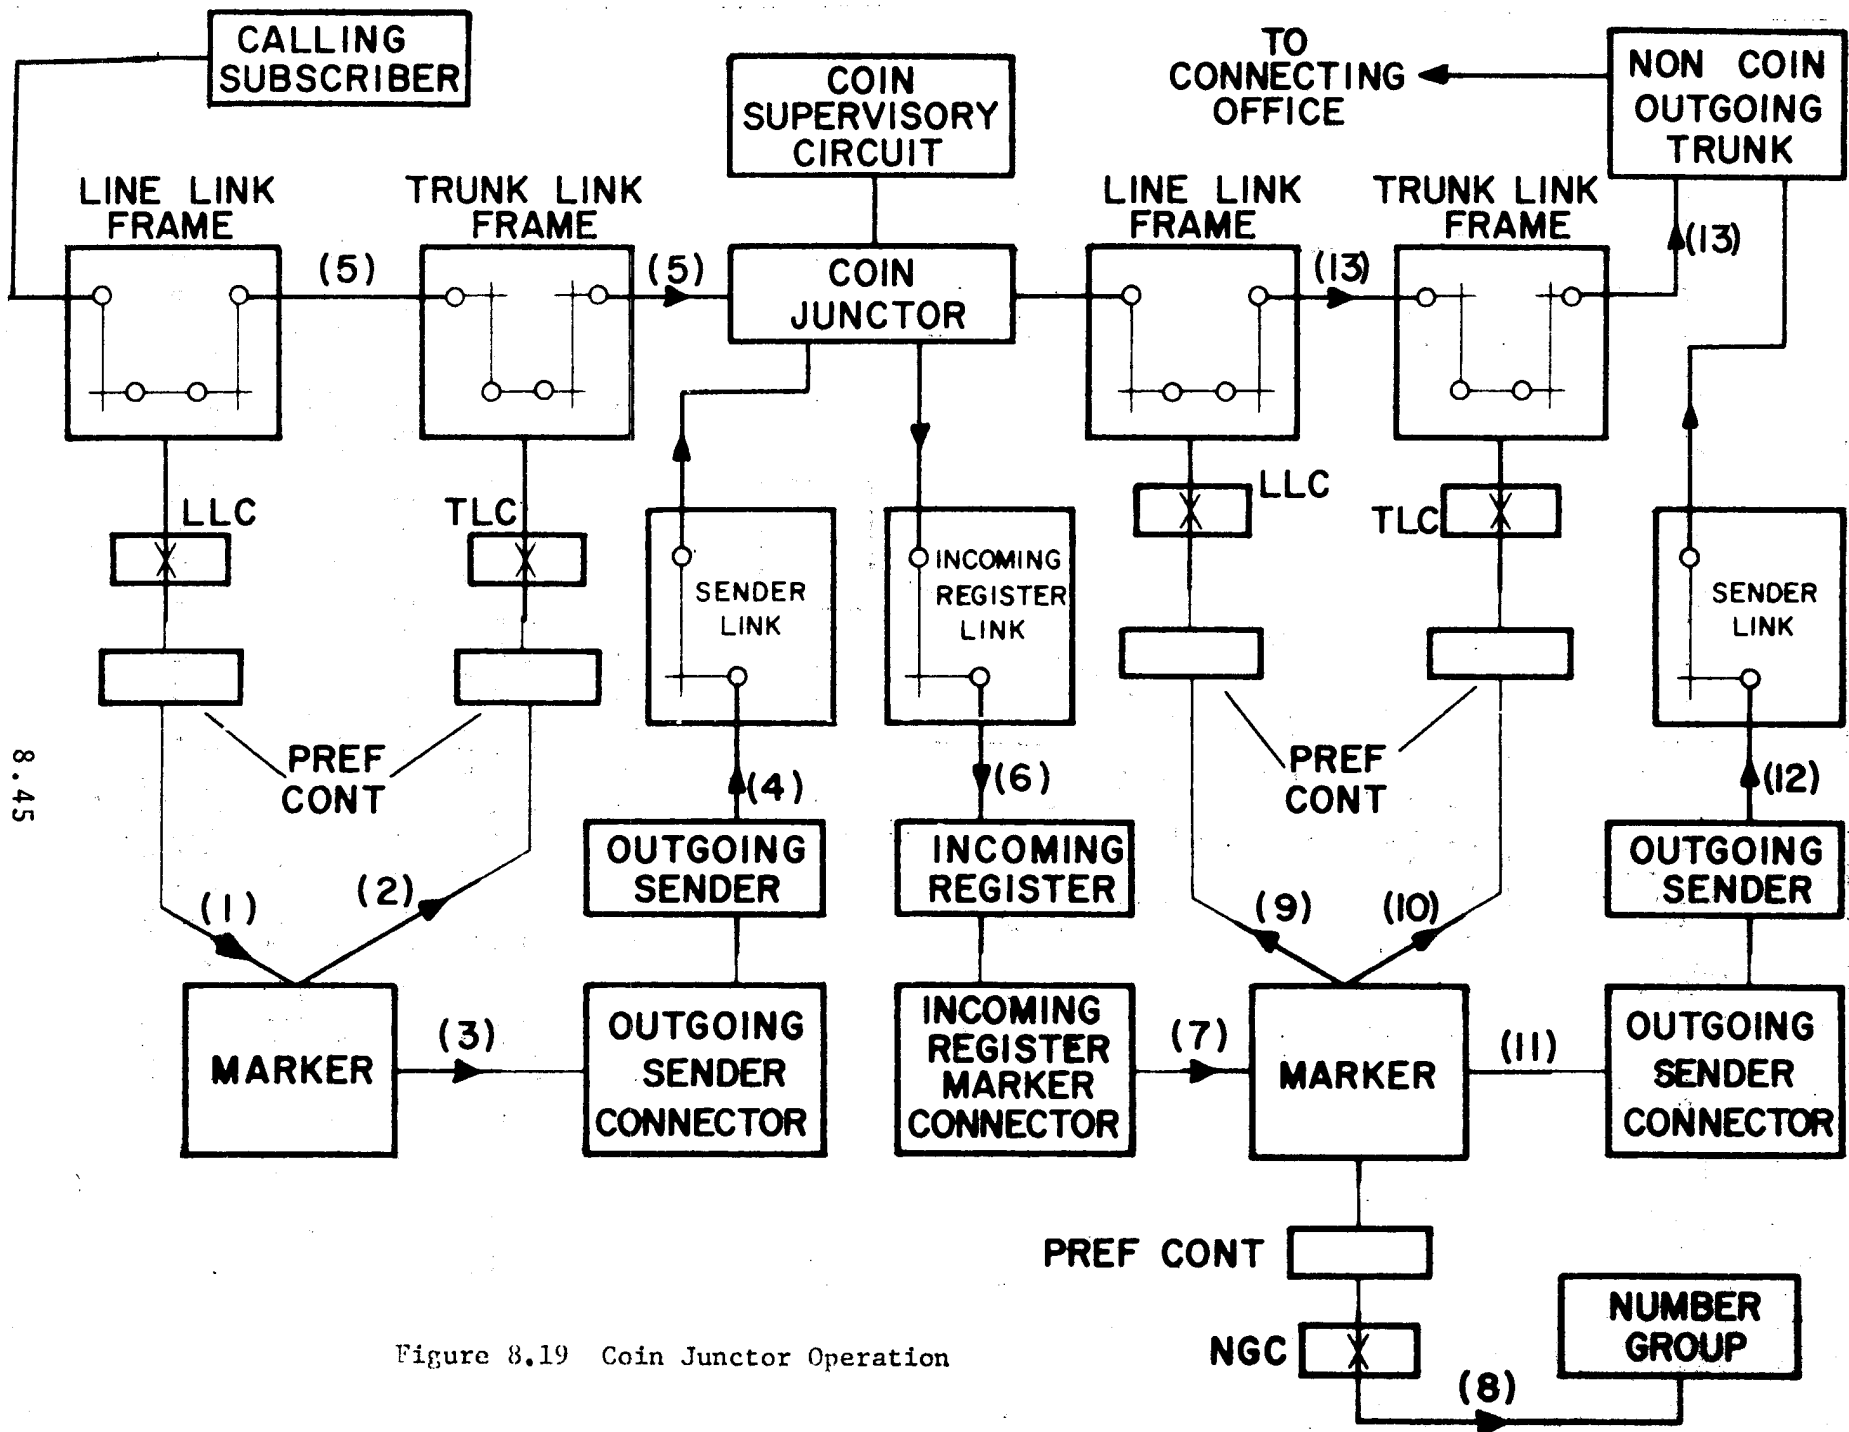 CALLING
SUBSCRIBER
COIN
SUPERVISORY
CIRCUIT
TO
CONNECTING
OFFICE
NON COIN
OUTGOING
TRUNK
LINE LINK
FRAME
TRUNK LINK
FRAME
LINE LINK
FRAME
TRUNK LINK
FRAME
(5)
(5)
COIN
JUNCTOR
(13)
(13)
LLC
TLC
LLC
TLC
SENDER
LINK
INCOMING
REGISTER
LINK
SENDER
LINK
PREF
CONT
PREF
CONT
(4)
(6)
(12)
8.45
OUTGOING
SENDER
INCOMING
REGISTER
OUTGOING
SENDER
(1)
(2)
(9)
(10)
MARKER
(3)
OUTGOING
SENDER
CONNECTOR
INCOMING
REGISTER
MARKER
CONNECTOR
(7)
MARKER
(11)
OUTGOING
SENDER
CONNECTOR
PREF CONT
NGC
NUMBER
GROUP
(8)
Figure 8.19 Coin Junctor Operation